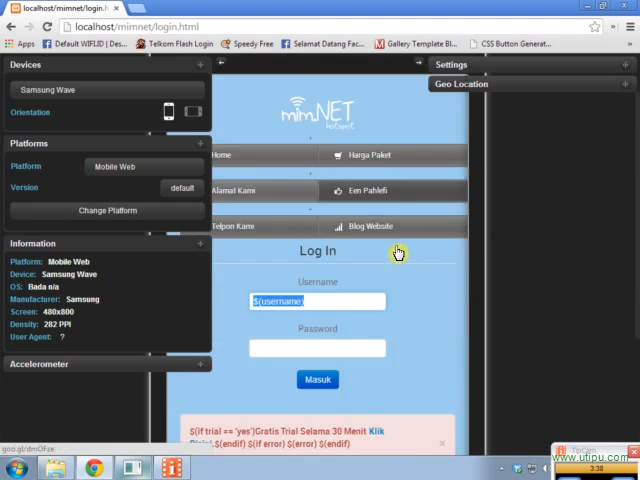 localhost/mimnet/login.h
localhost/mimnet/login.html
Apps
Default WIFI.ID | Des...
Telkom Flash Login
Speedy Free
Selamat Datang Fac...
Gallery Template Bl...
CSS Button Generat...
Devices
Samsung Wave
Orientation
Platforms
Platform Mobile Web
Version default
Change Platform
Information
Platform: Mobile Web
Device: Samsung Wave
OS: Bada n/a
Manufacturer: Samsung
Screen: 480x800
Density: 282 PPI
User Agent: ?
Accelerometer
mim.NET
hotspot
Home
Harga Paket
Alamat Kami
Een Pahlefi
Telpon Kami
Blog Website
Log In
Username
$(username)
Password
Masuk
$(if trial == 'yes')Gratis Trial Selama 30 Menit Klik
Disini.$(endif) $(if error) $(error) $(endif)
×
Settings
Geo Location
TipCam
www.utipu.com
3:38